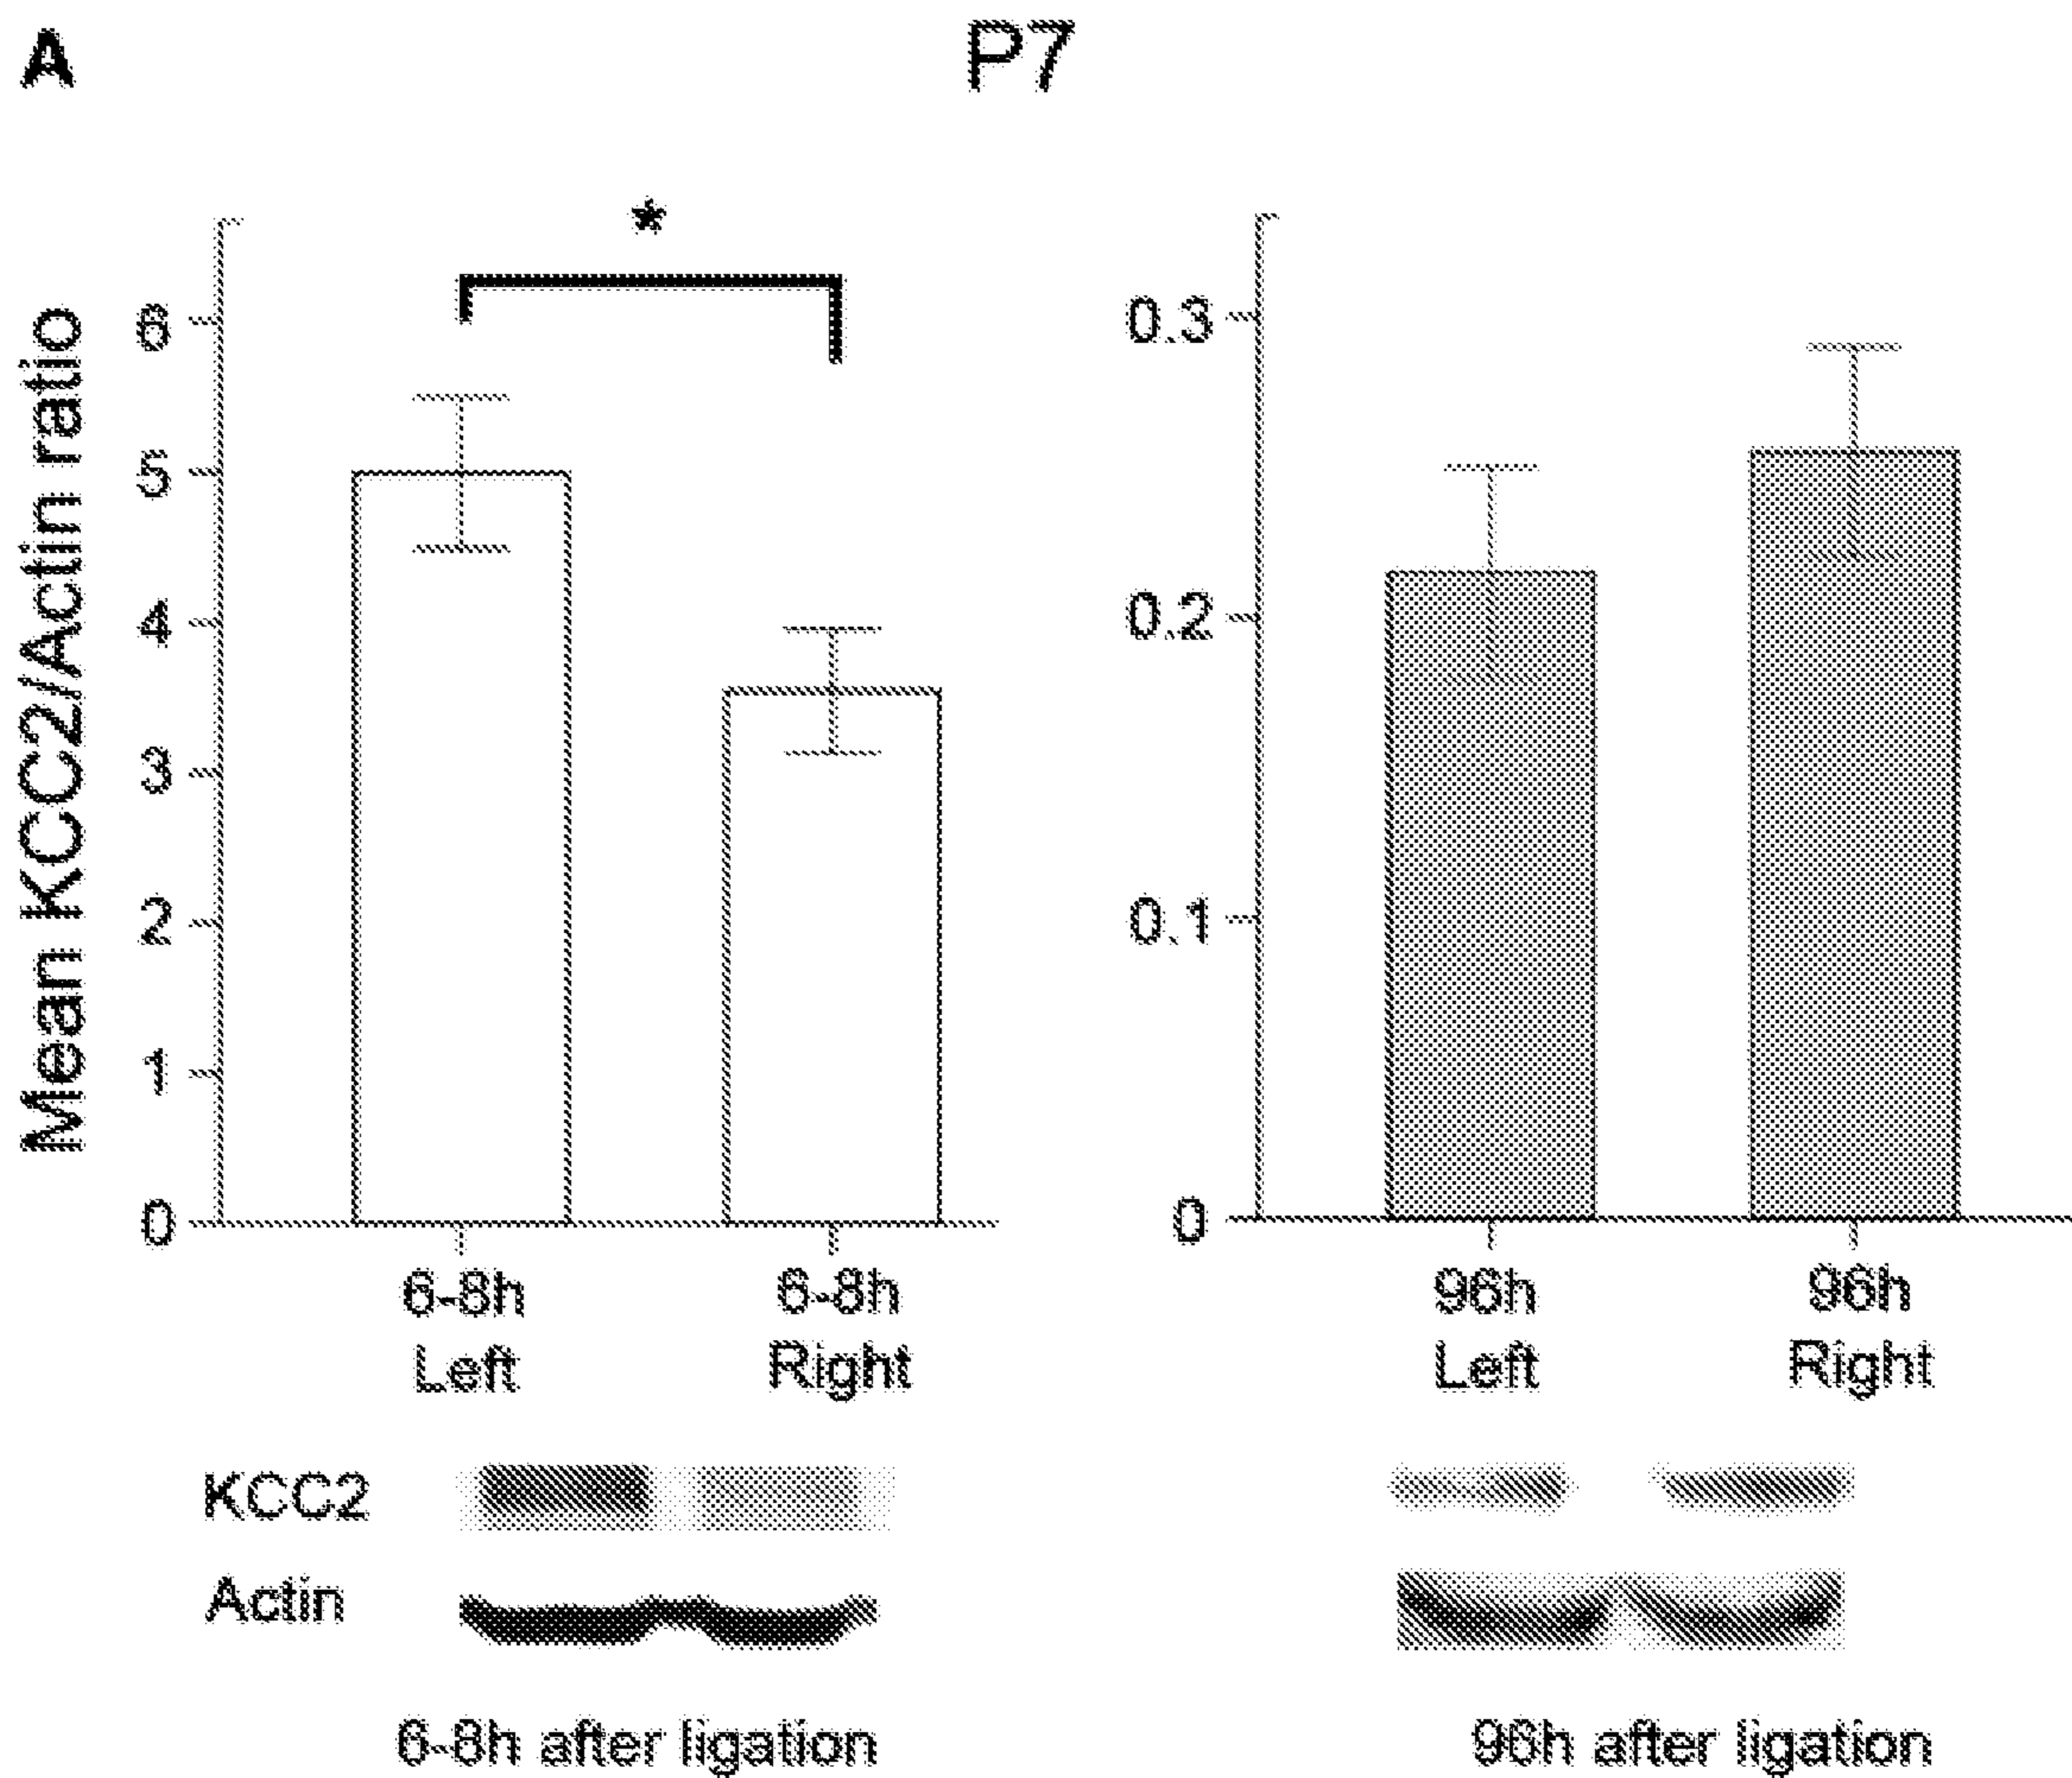 A
P7
*
Mean KCC2/Actin ratio
6
5
4
3
2
1
0
6-8h
Left
6-8h
Right
0.3
0.2
0.1
0
96h
Left
96h
Right
KCC2
Actin
6-8h after ligation
96h after ligation